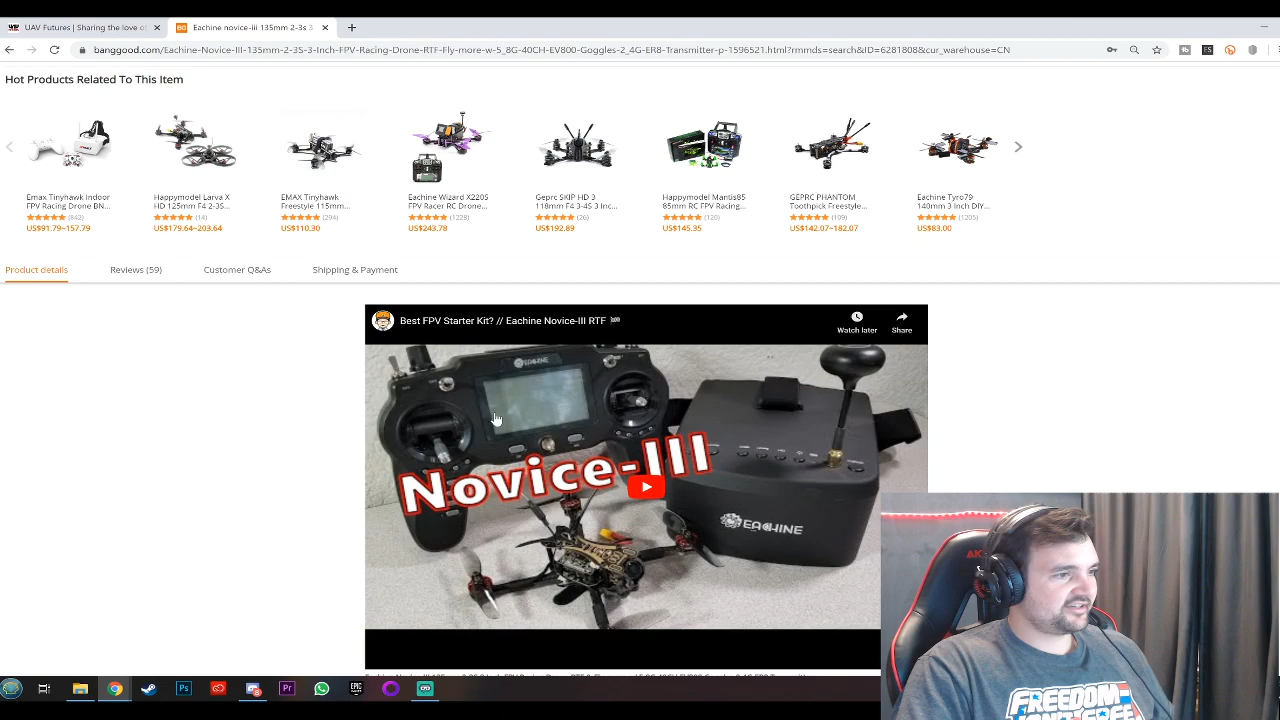 UAV Futures | Sharing the love o
Eachine novice-iii 135mm 2-3s 3
banggood.com/Eachine-Novice-III-135mm-2-3S-3-Inch-FPV-Racing-Drone-RTF-Fly-more-w-5_8G-40CH-EV800-Goggles-2_4G-ER8-Transmitter-p-1596521.html?rmmds=search&ID=6281808&cur_warehouse=CN
Hot Products Related To This Item
Emax Tinyhawk Indoor
FPV Racing Drone BN...
(842)
US$91.79~157.79
Happymodel Larva X
HD 125mm F4 2-3S...
(14)
US$179.64~203.64
EMAX Tinyhawk
Freestyle 115mm...
(294)
US$110.30
Eachine Wizard X220S
FPV Racer RC Drone...
(1228)
US$243.78
Geprc SKIP HD 3
118mm F4 3-4S 3 Inc...
(26)
US$192.89
Happymodel Mantis85
85mm RC FPV Racing...
(120)
US$145.35
GEPRC PHANTOM
Toothpick Freestyle...
(109)
US$142.07~182.07
Eachine Tyro79
140mm 3 Inch DIY...
(1205)
US$83.00
Product details
Reviews (59)
Customer Q&As
Shipping & Payment
Best FPV Starter Kit? // Eachine Novice-III RTF
Watch later
Share
EACHINE
Novice-III
EACHINE
AK
FREEDOM
Ps
Pr
EPIC